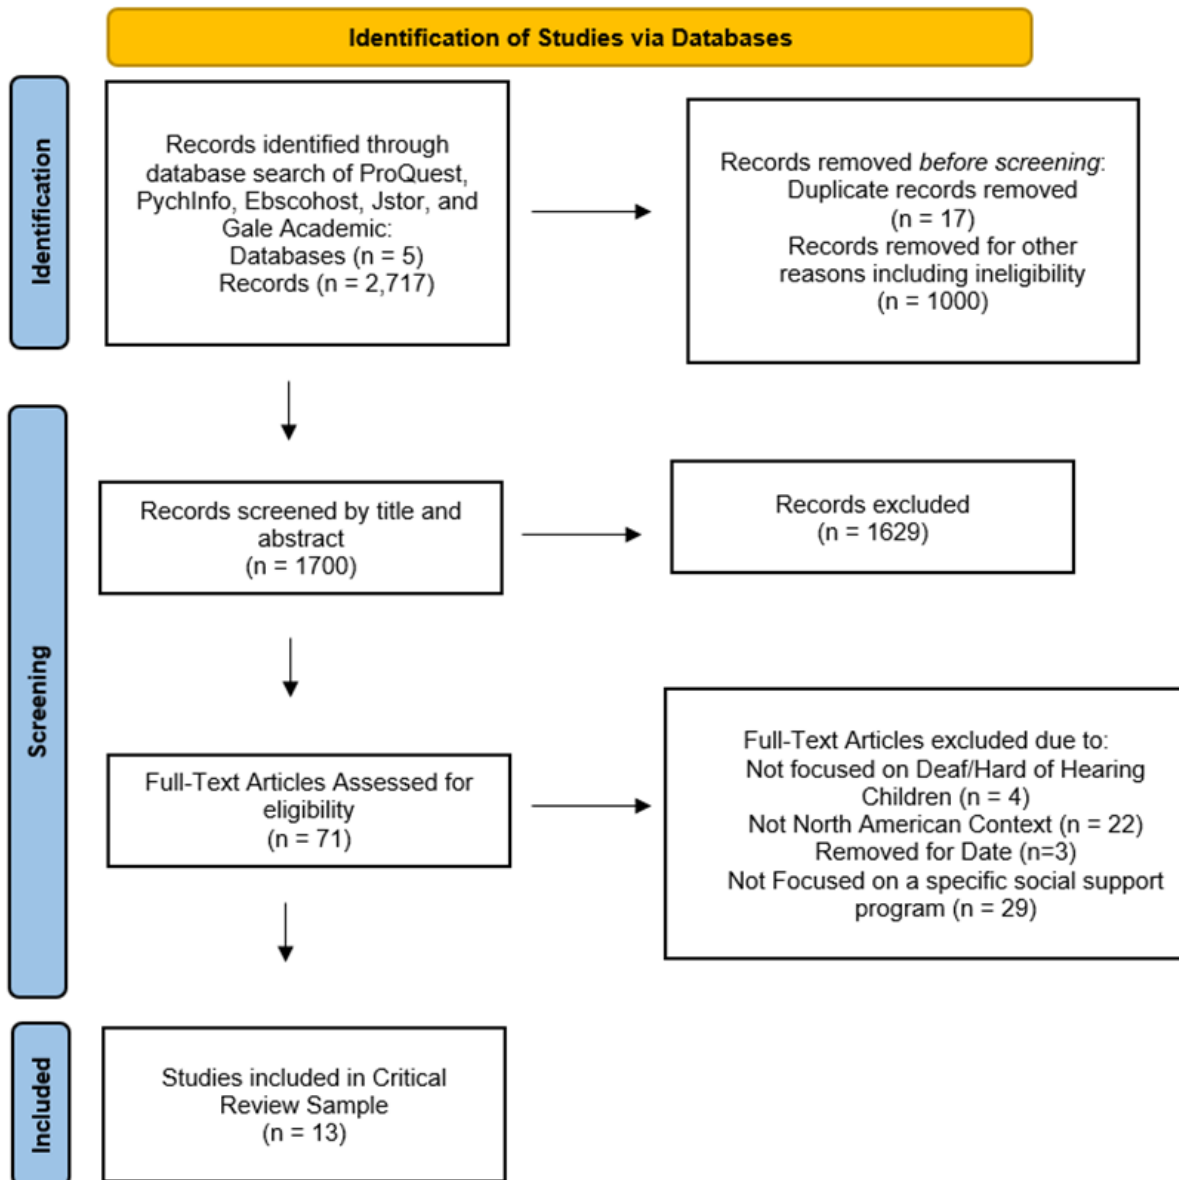 Identification of Studies via Databases
Identification
Records identified through
database search of ProQuest,
PychInfo, Ebscohost, Jstor, and
Gale Academic:
Databases (n = 5)
Records (n = 2,717)
Records removed before screening:
Duplicate records removed
(n = 17)
Records removed for other
reasons including ineligibility
(n = 1000)
Screening
Records screened by title and
abstract
(n = 1700)
Records excluded
(n = 1629)
Full-Text Articles Assessed for
eligibility
(n = 71)
Full-Text Articles excluded due to:
Not focused on Deaf/Hard of Hearing
Children (n = 4)
Not North American Context (n = 22)
Removed for Date (n=3)
Not Focused on a specific social support
program (n = 29)
Included
Studies included in Critical
Review Sample
(n = 13)